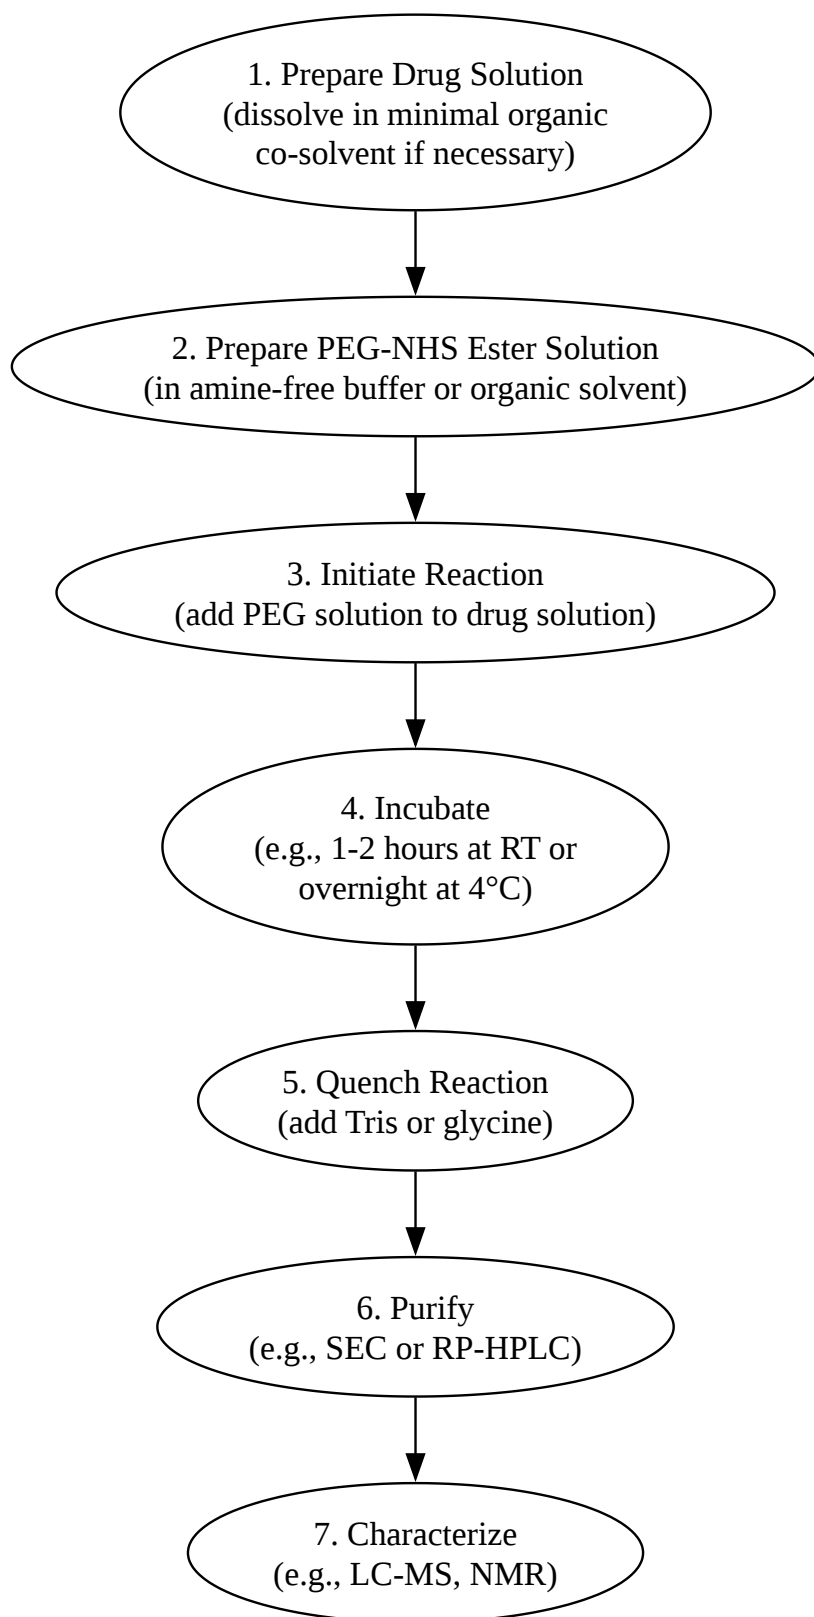 1. Prepare Drug Solution
(dissolve in minimal organic
co-solvent if necessary)
2. Prepare PEG-NHS Ester Solution
(in amine-free buffer or organic solvent)
3. Initiate Reaction
(add PEG solution to drug solution)
4. Incubate
(e.g., 1-2 hours at RT or
overnight at 4°C)
5. Quench Reaction
(add Tris or glycine)
6. Purify
(e.g., SEC or RP-HPLC)
7. Characterize
(e.g., LC-MS, NMR)